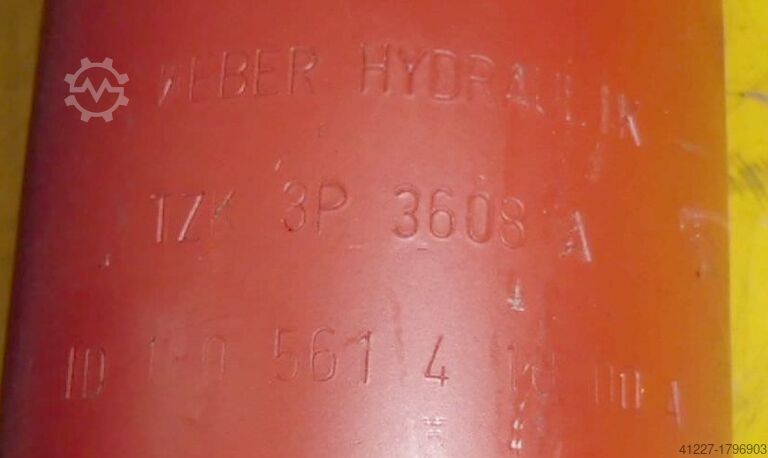 WEBER HYDRAULIK
TZK 3P 3608 A
ID 561 4
41227-1796903